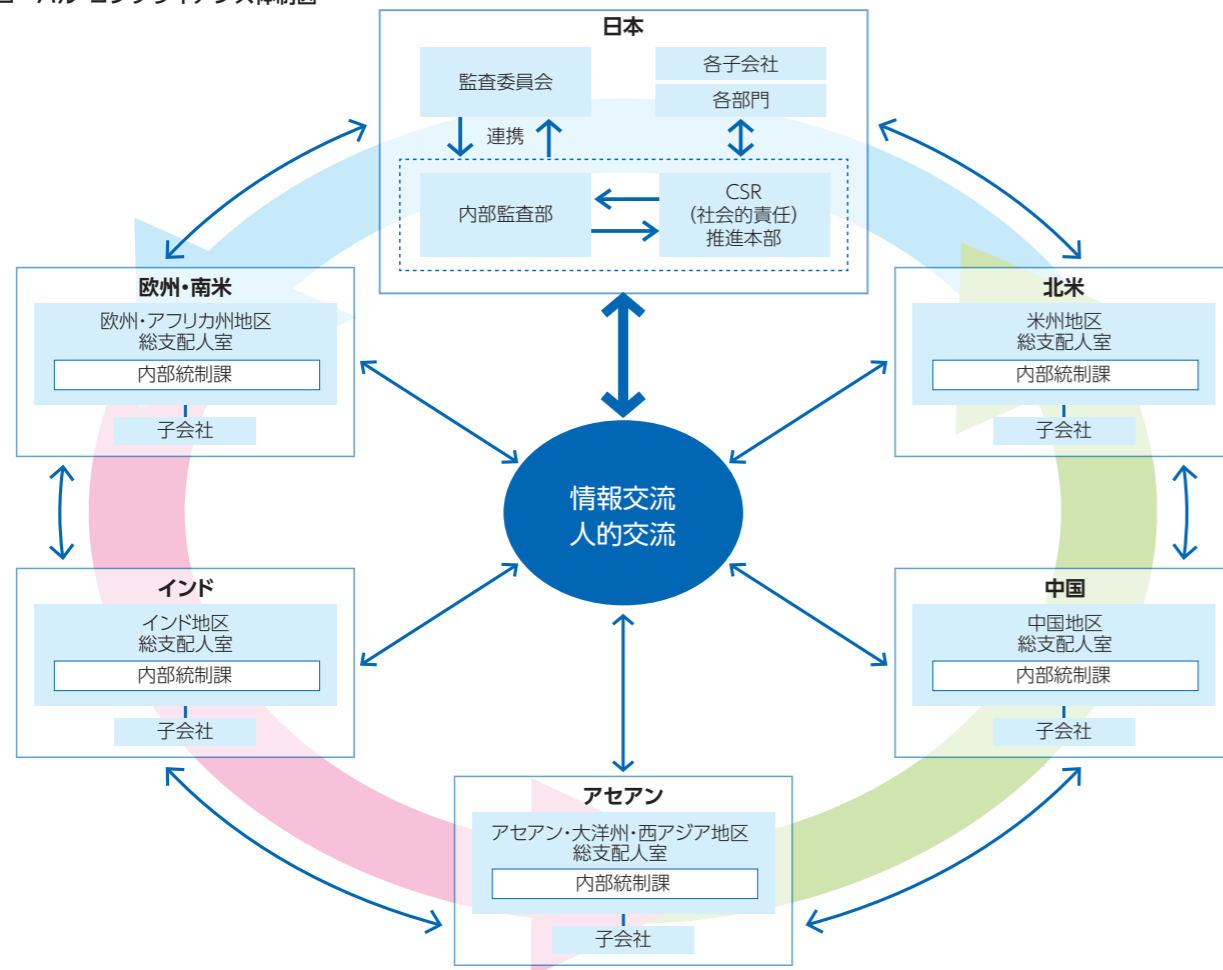 日本
監査委員会
各子会社
各部門
連携
内部監査部
CSR
(社会的責任)
推進本部
欧州・南米
欧州・アフリカ州地区
総支配人室
内部統制課
子会社
北米
米州地区
総支配人室
内部統制課
子会社
情報交流
人的交流
インド
インド地区
総支配人室
内部統制課
子会社
中国
中国地区
総支配人室
内部統制課
子会社
アセアン
アセアン・大洋州・西アジア地区
総支配人室
内部統制課
子会社